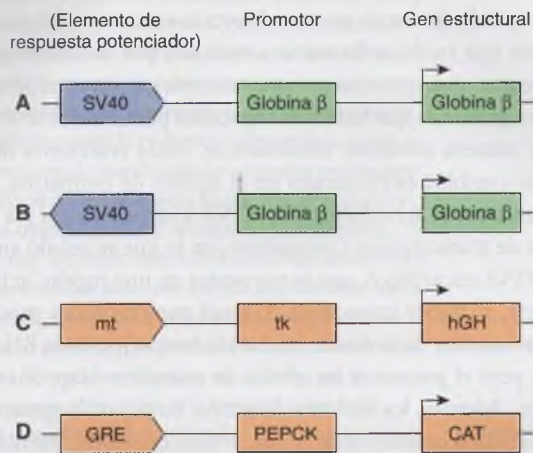 (Elemento de
respuesta potenciador)
Promotor
Gen estructural
A
SV40
Globina β
Globina β
B
SV40
Globina β
Globina β
C
mt
tk
hGH
D
GRE
PEPCK
CAT